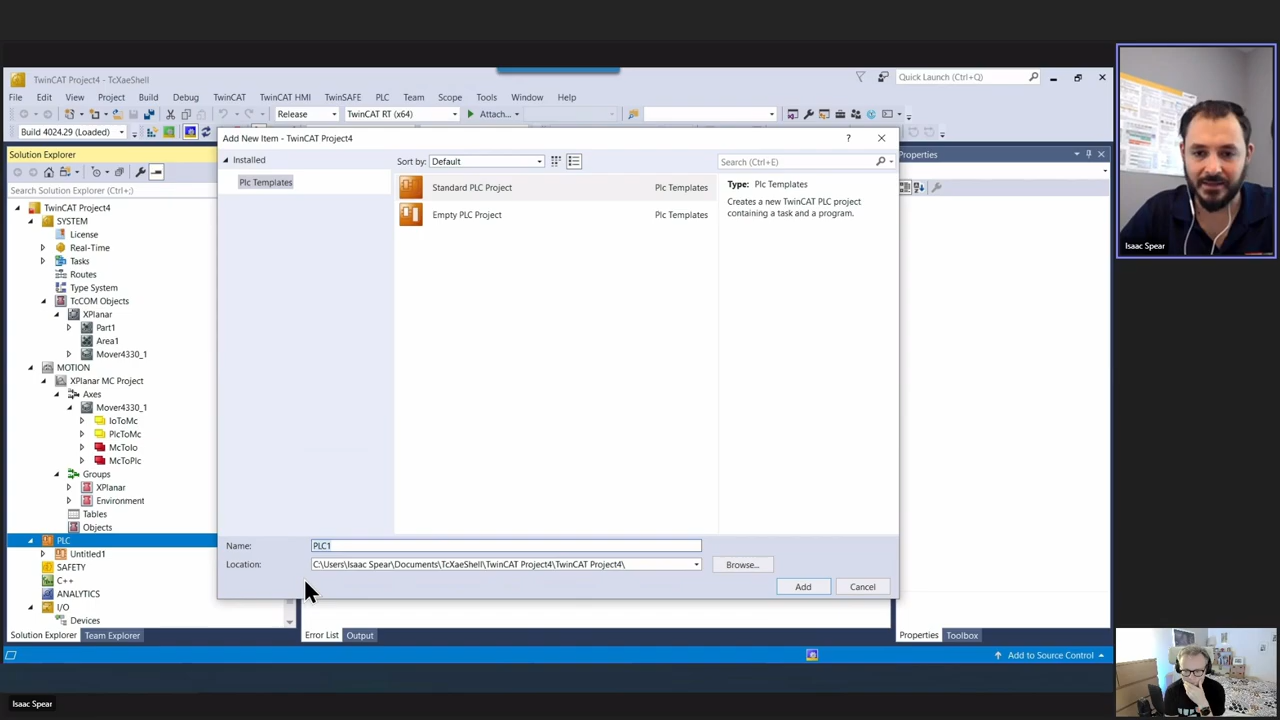 TwinCAT Project4 - TcXaeShell
Quick Launch (Ctrl+Q)
File Edit View Project Build Debug TwinCAT TwinCAT HMI TwinSAFE PLC Team Scope Tools Window Help
Release TwinCAT RT (x64) Attach...
Build 4024.29 (Loaded)
Solution Explorer
Search Solution Explorer (Ctrl+;)
TwinCAT Project4
SYSTEM
License
Real-Time
Tasks
Routes
Type System
TcCOM Objects
XPlanar
Part1
Area1
Mover4330_1
MOTION
XPlanar MC Project
Axes
Mover4330_1
IoToMc
PlcToMc
McToIo
McToPlc
Groups
XPlanar
Environment
Tables
Objects
PLC
Untitled1
SAFETY
C++
ANALYTICS
I/O
Devices
Solution Explorer Team Explorer
Add New Item - TwinCAT Project4
?
Installed
Plc Templates
Sort by: Default
Search (Ctrl+E)
Standard PLC Project Plc Templates
Empty PLC Project Plc Templates
Type: Plc Templates
Creates a new TwinCAT PLC project
containing a task and a program.
Name: PLC1
Location: C:\Users\Isaac Spear\Documents\TcXaeShell\TwinCAT Project4\TwinCAT Project4\
Browse...
Add Cancel
Error List Output
Properties
Properties Toolbox
Add to Source Control
Isaac Spear
Isaac Spear